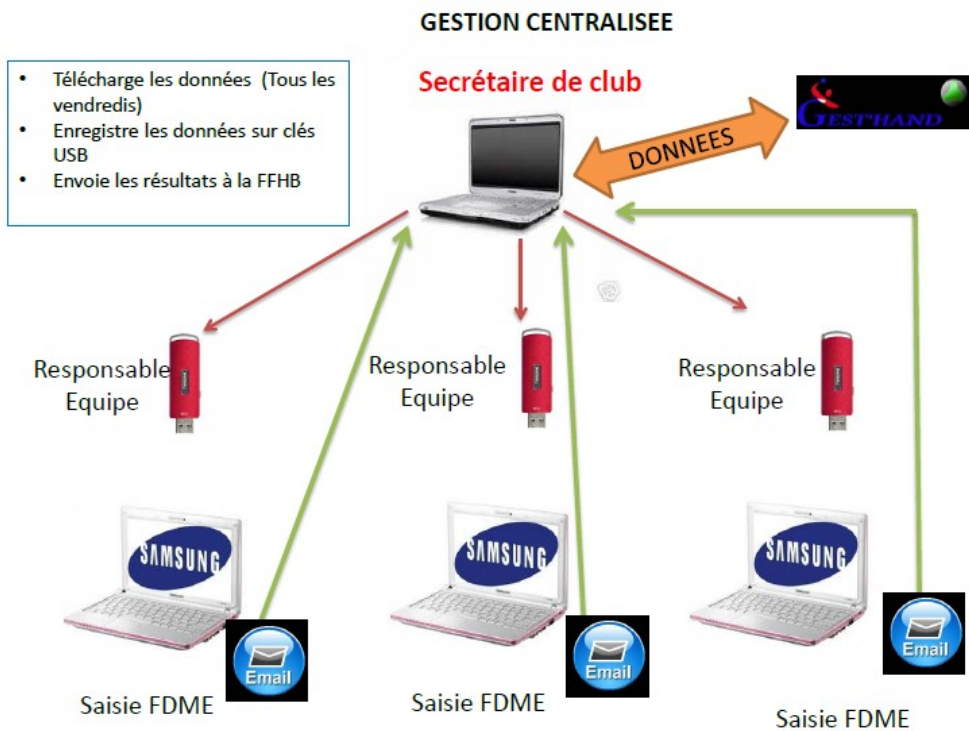 GESTION CENTRALISEE
• Télécharge les données (Tous les
vendredis)
• Enregistre les données sur clés
USB
• Envoie les résultats à la FFHB
Secrétaire de club
GEST'HAND
DONNEES
Responsable
Equipe
Responsable
Equipe
Responsable
Equipe
SAMSUNG
SAMSUNG
SAMSUNG
Email
Email
Email
Saisie FDME
Saisie FDME
Saisie FDME